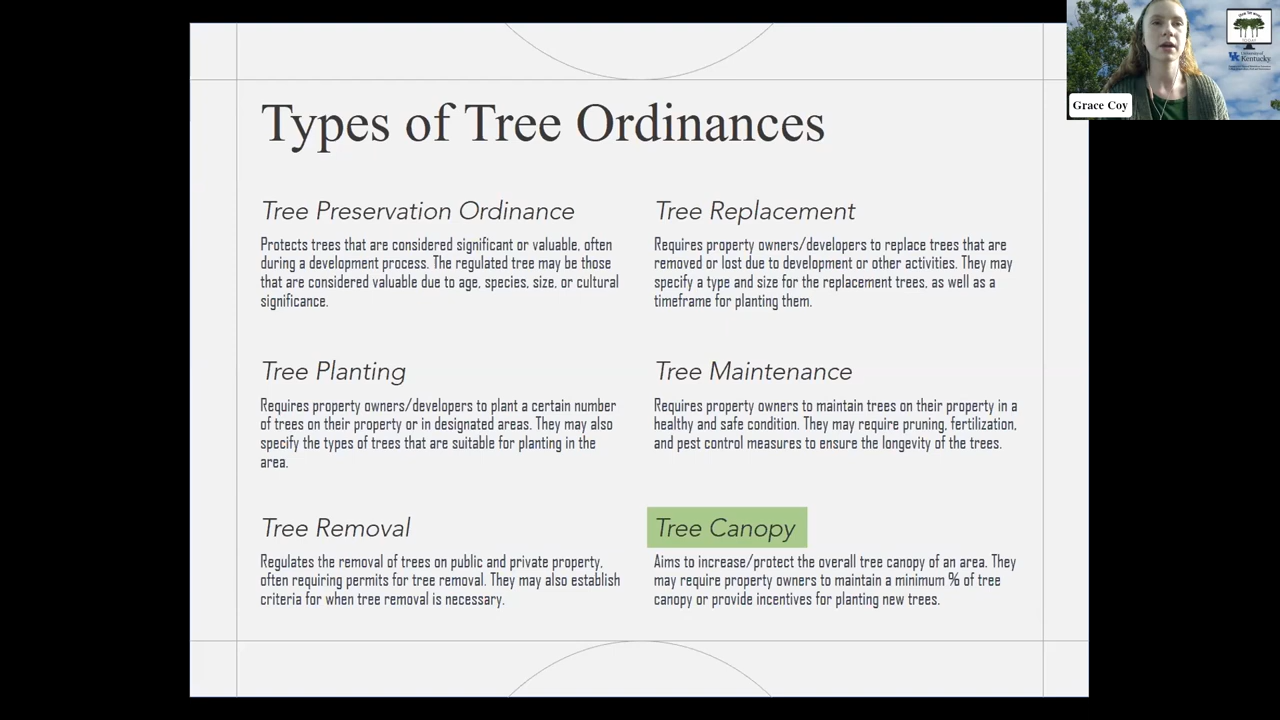 Types of Tree Ordinances
Tree Preservation Ordinance
Protects trees that are considered significant or valuable, often
during a development process. The regulated tree may be those
that are considered valuable due to age, species, size, or cultural
significance.
Tree Replacement
Requires property owners/developers to replace trees that are
removed or lost due to development or other activities. They may
specify a type and size for the replacement trees, as well as a
timeframe for planting them.
Tree Planting
Requires property owners/developers to plant a certain number
of trees on their property or in designated areas. They may also
specify the types of trees that are suitable for planting in the
area.
Tree Maintenance
Requires property owners to maintain trees on their property in a
healthy and safe condition. They may require pruning, fertilization,
and pest control measures to ensure the longevity of the trees.
Tree Removal
Regulates the removal of trees on public and private property,
often requiring permits for tree removal. They may also establish
criteria for when tree removal is necessary.
Tree Canopy
Aims to increase/protect the overall tree canopy of an area. They
may require property owners to maintain a minimum % of tree
canopy or provide incentives for planting new trees.
Grace Coy
UK
Kentucky